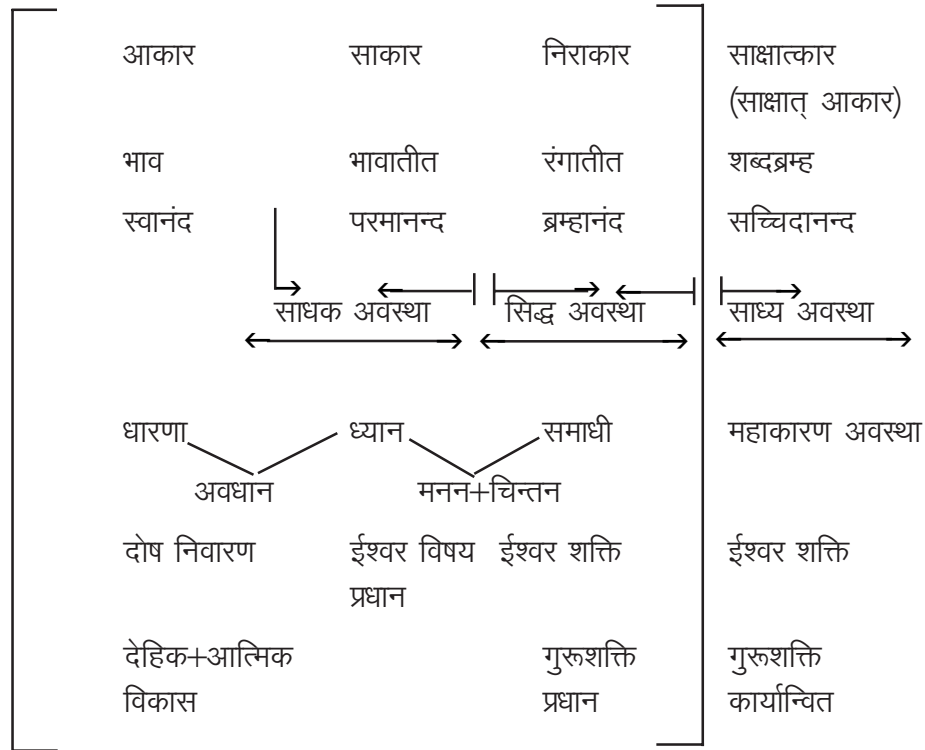 आकार साकार निराकार साक्षात्कार
(साक्षात् आकार)
भाव भावातीत रंगातीत शब्दब्रम्ह
स्वानंद परमानन्द ब्रम्हानंद सच्चिदानन्द
साधक अवस्था सिद्ध अवस्था साध्य अवस्था
धारणा ध्यान समाधी महाकारण अवस्था
अवधान मनन+चिन्तन
दोष निवारण ईश्वर विषय ईश्वर शक्ति ईश्वर शक्ति
प्रधान
देहिक+आत्मिक गुरूशक्ति गुरूशक्ति
विकास प्रधान कार्यान्वित